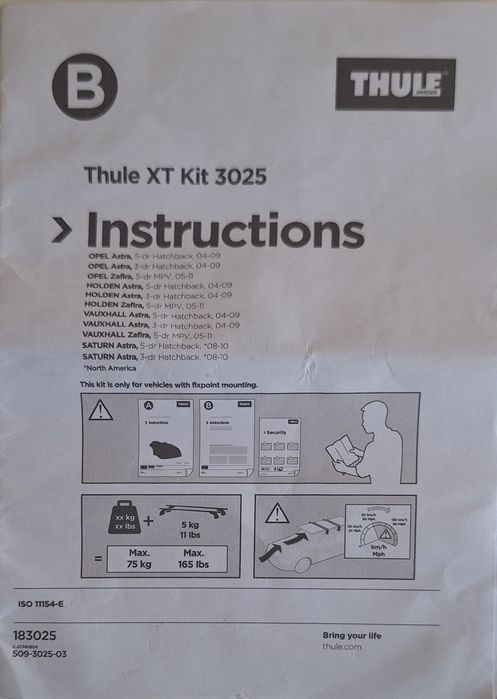 B
THULE
SWEDEN
Thule XT Kit 3025
Instructions
OPEL Astra, 5-dr Hatchback, 04-09
OPEL Astra, 3-dr Hatchback, 04-09
OPEL Zafira, 5-dr MPV, 05-11
HOLDEN Astra, 5-dr Hatchback, 04-09
HOLDEN Astra, 3-dr Hatchback, 04-09
HOLDEN Zafira, 5-dr MPV, 05-11
VAUXHALL Astra, 5-dr Hatchback, 04-09
VAUXHALL Astra, 3-dr Hatchback, 04-09
VAUXHALL Zafira, 5-dr MPV, 05-11
SATURN Astra, 5-dr Hatchback, *08-10
SATURN Astra, 3-dr Hatchback, *08-10
*North America
This kit is only for vehicles with fixpoint mounting.
A THULE
Instructions
B THULE
Instructions
Security
xx kg
xx lbs
+
5 kg
11 lbs
=
Max. Max.
75 kg 165 lbs
km/h
Mph
ISO 11154-E
183025
C.20140804
509-3025-03
Bring your life
thule.com